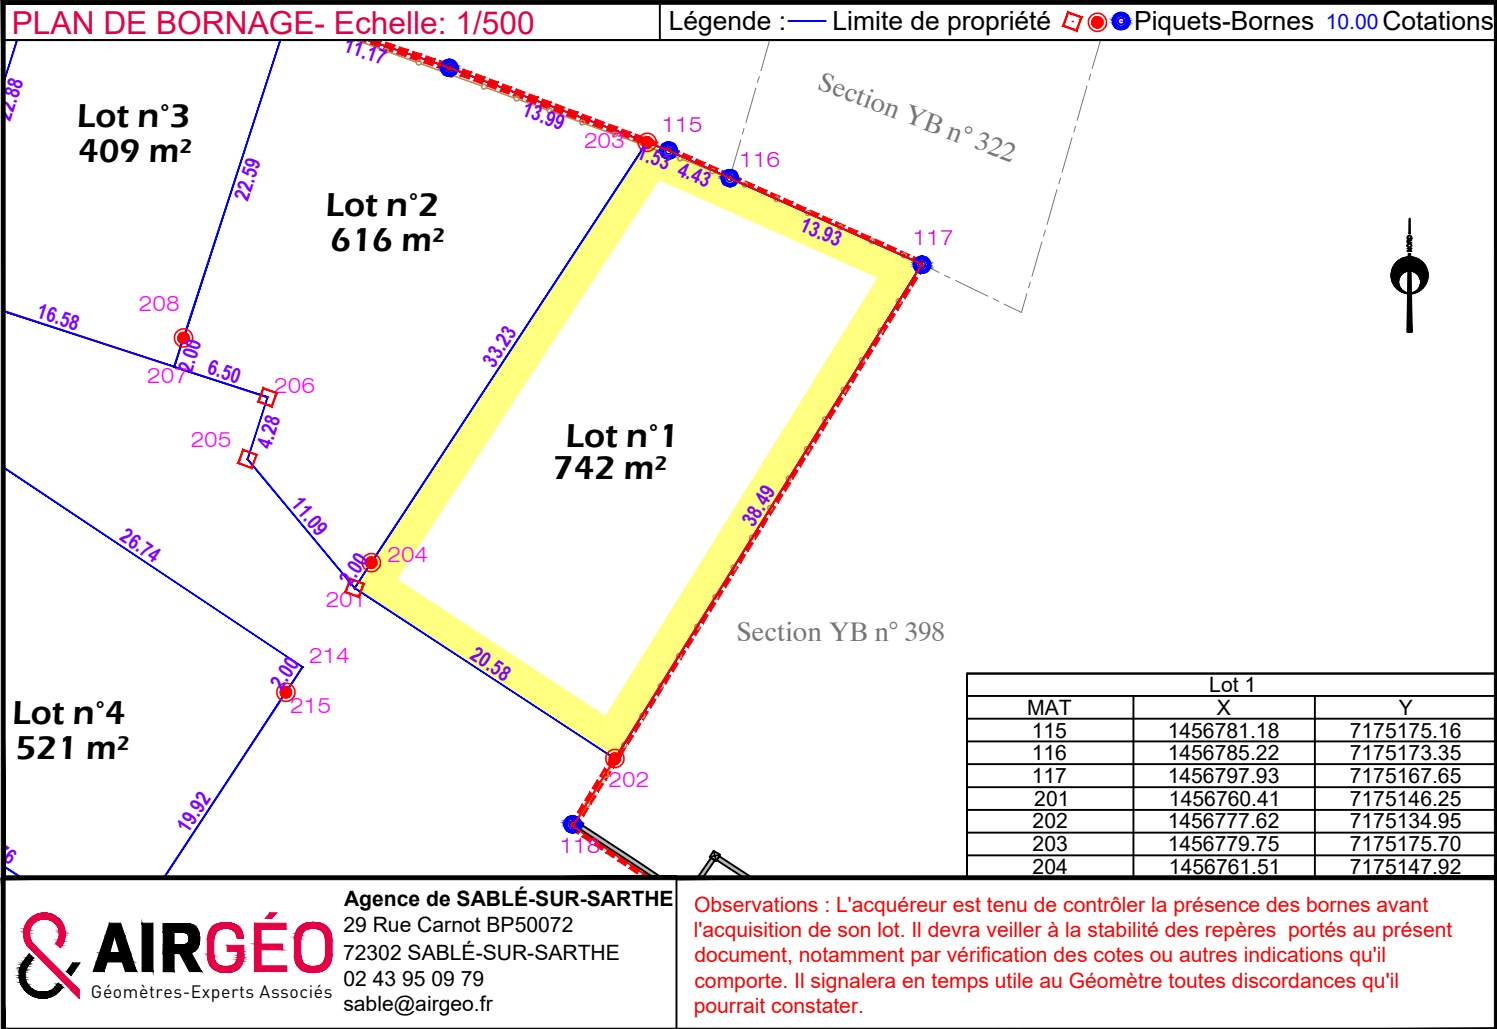 PLAN DE BORNAGE- Echelle: 1/500
Légende : Limite de propriété Piquets-Bornes 10.00 Cotations
11.17
22.88
Lot n°3
409 m²
13.99
203
115
1.53
4.43
116
Section YB n° 322
22.59
Lot n°2
616 m²
13.93
117
NORD
208
16.58
2.00
207
6.50
206
33.23
205
4.28
Lot n°1
742 m²
11.09
38.49
26.74
2.00
204
201
Section YB n° 398
20.58
214
2.00
215
Lot n°4
521 m²
202
19.92
118
Lot 1
MAT X Y
115 1456781.18 7175175.16
116 1456785.22 7175173.35
117 1456797.93 7175167.65
201 1456760.41 7175146.25
202 1456777.62 7175134.95
203 1456779.75 7175175.70
204 1456761.51 7175147.92
AIRGÉO
Géomètres-Experts Associés
Agence de SABLÉ-SUR-SARTHE
29 Rue Carnot BP50072
72302 SABLÉ-SUR-SARTHE
02 43 95 09 79
sable@airgeo.fr
Observations : L'acquéreur est tenu de contrôler la présence des bornes avant
l'acquisition de son lot. Il devra veiller à la stabilité des repères portés au présent
document, notamment par vérification des cotes ou autres indications qu'il
comporte. Il signalera en temps utile au Géomètre toutes discordances qu'il
pourrait constater.